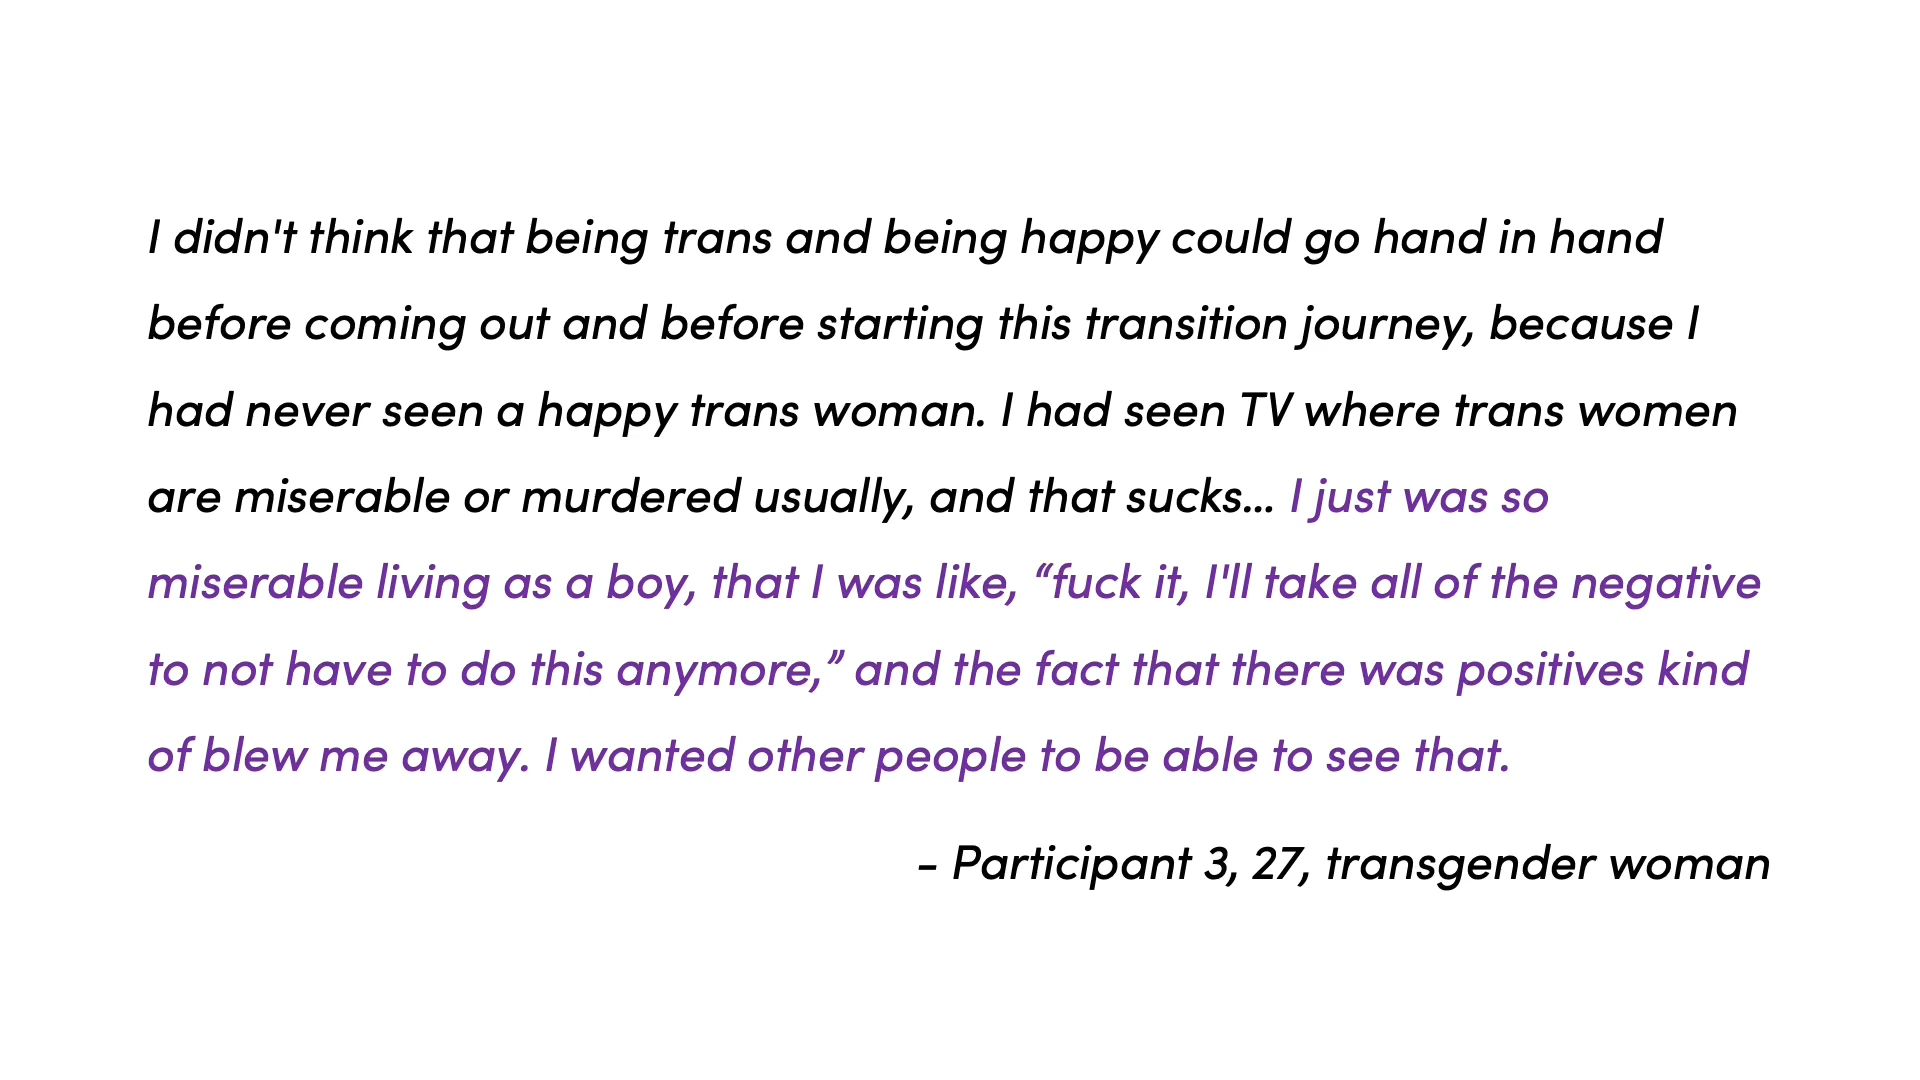 I didn't think that being trans and being happy could go hand in hand
before coming out and before starting this transition journey, because I
had never seen a happy trans woman. I had seen TV where trans women
are miserable or murdered usually, and that sucks... I just was so
miserable living as a boy, that I was like, “fuck it, I'll take all of the negative
to not have to do this anymore,” and the fact that there was positives kind
of blew me away. I wanted other people to be able to see that.
– Participant 3, 27, transgender woman